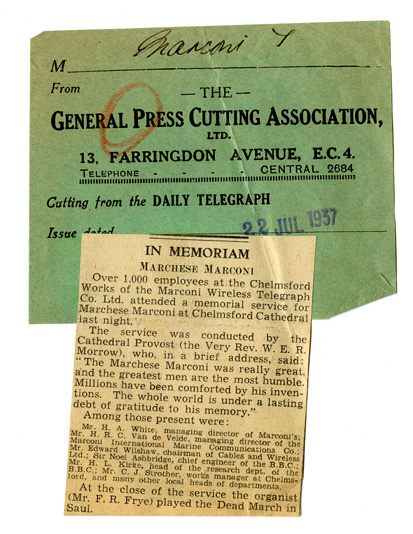 M Marconi
From
— THE —
GENERAL PRESS CUTTING ASSOCIATION,
LTD.
13, FARRINGDON AVENUE, E.C. 4.
TELEPHONE - - - - CENTRAL 2684
Cutting from the DAILY TELEGRAPH
Issue dated 22 JUL 1937
IN MEMORIAM
MARCHESE MARCONI
Over 1,000 employees at the Chelmsford
Works of the Marconi Wireless Telegraph
Co. Ltd. attended a memorial service for
Marchese Marconi at Chelmsford Cathedral
last night.
The service was conducted by the
Cathedral Provost (the Very Rev. W. E. R.
Morrow), who, in a brief address, said:
"The Marchese Marconi was really great,
and the greatest men are the most humble.
Millions have been comforted by his inven-
tions. The whole world is under a lasting
debt of gratitude to his memory."
Among those present were:
Mr. H. A. White, managing director of Marconi's;
Mr. H. R. C. Van de Velde, managing director of the
Marconi International Marine Communications Co.;
Mr. Edward Wilshaw, chairman of Cables and Wireless
Ltd.; Sir Noel Ashbridge, chief engineer of the B.B.C.;
Mr. H. L. Kirke, head of the research dept. of the
B.B.C.; Mr. C. J. Strother, works manager at Chelms-
ford, and many other local heads of departments.
At the close of the service the organist
(Mr. F. R. Frye) played the Dead March in
Saul.